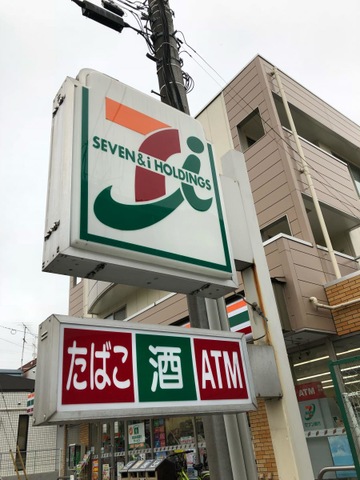 SEVEN & i HOLDINGS
たばこ 酒 ATM
ATM